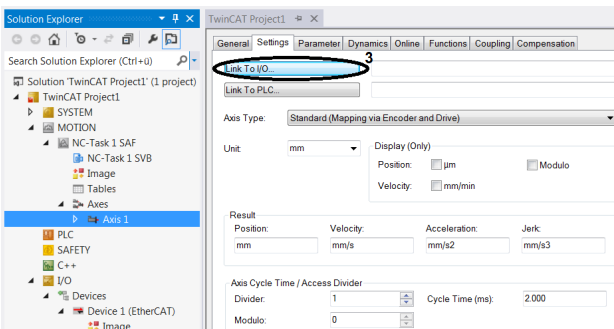 Solution Explorer
Search Solution Explorer (Ctrl+ü)
Solution 'TwinCAT Project1' (1 project)
TwinCAT Project1
SYSTEM
MOTION
NC-Task 1 SAF
NC-Task 1 SVB
Image
Tables
Axes
Axis 1
PLC
SAFETY
C++
I/O
Devices
Device 1 (EtherCAT)
Image
TwinCAT Project1
General Settings Parameter Dynamics Online Functions Coupling Compensation
3
Link To I/O...
Link To PLC...
Axis Type: Standard (Mapping via Encoder and Drive)
Unit: mm Display (Only)
Position: µm Modulo
Velocity: mm/min
Result
Position: Velocity: Acceleration: Jerk:
mm mm/s mm/s2 mm/s3
Axis Cycle Time / Access Divider
Divider: 1 Cycle Time (ms): 2.000
Modulo: 0